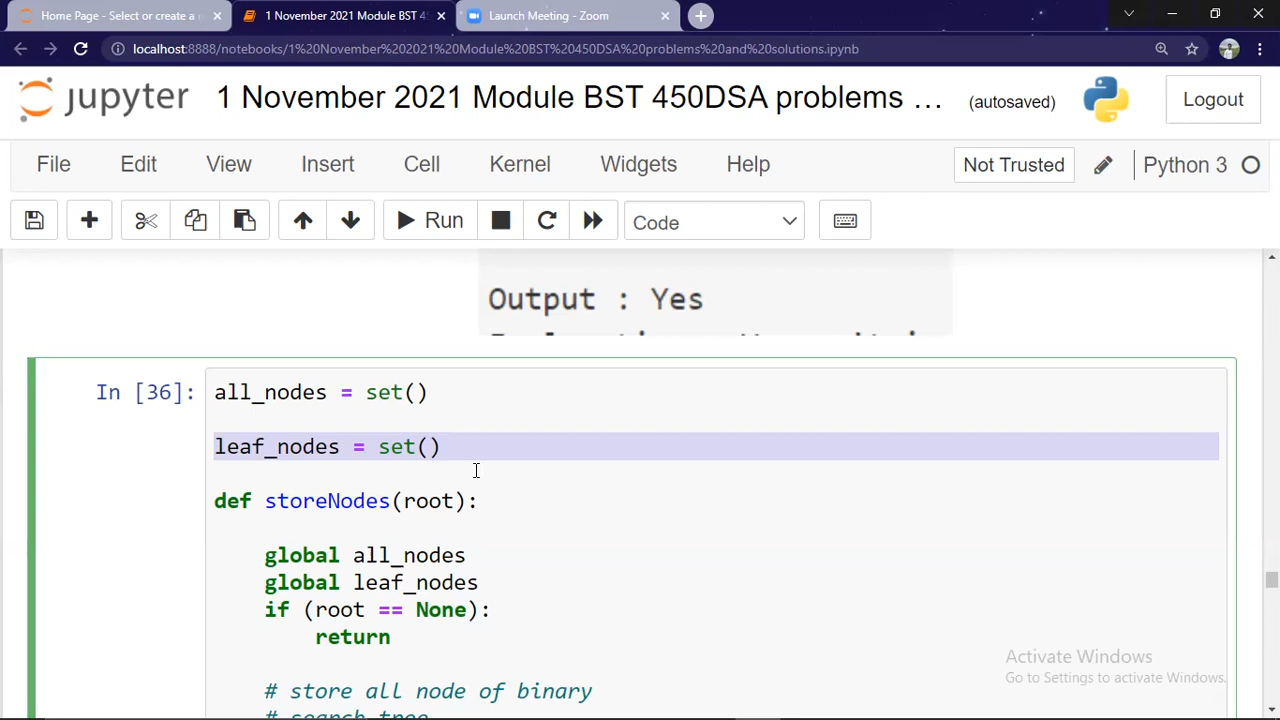 Home Page - Select or create a
1 November 2021 Module BST 45
Launch Meeting - Zoom
localhost:8888/notebooks/1%20November%202021%20Module%20BST%20450DSA%20problems%20and%20solutions.ipynb
jupyter 1 November 2021 Module BST 450DSA problems ... (autosaved) Logout
File Edit View Insert Cell Kernel Widgets Help Not Trusted Python 3
Run Code
Output : Yes
In [36]: all_nodes = set()
leaf_nodes = set()
def storeNodes(root):
global all_nodes
global leaf_nodes
if (root == None):
return
# store all node of binary
# search tree
Activate Windows
Go to Settings to activate Windows.